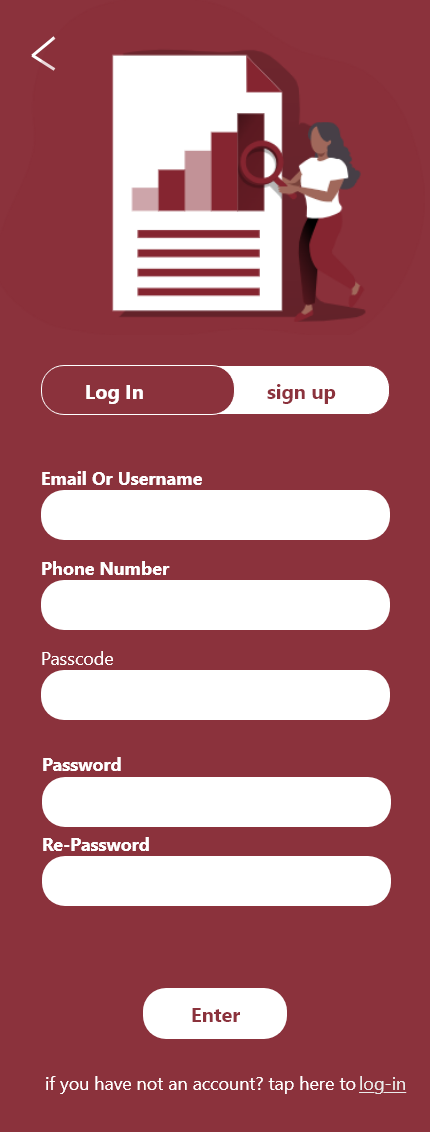 Log In
sign up
Email Or Username
Phone Number
Passcode
Password
Re-Password
Enter
if you have not an account? tap here to log-in